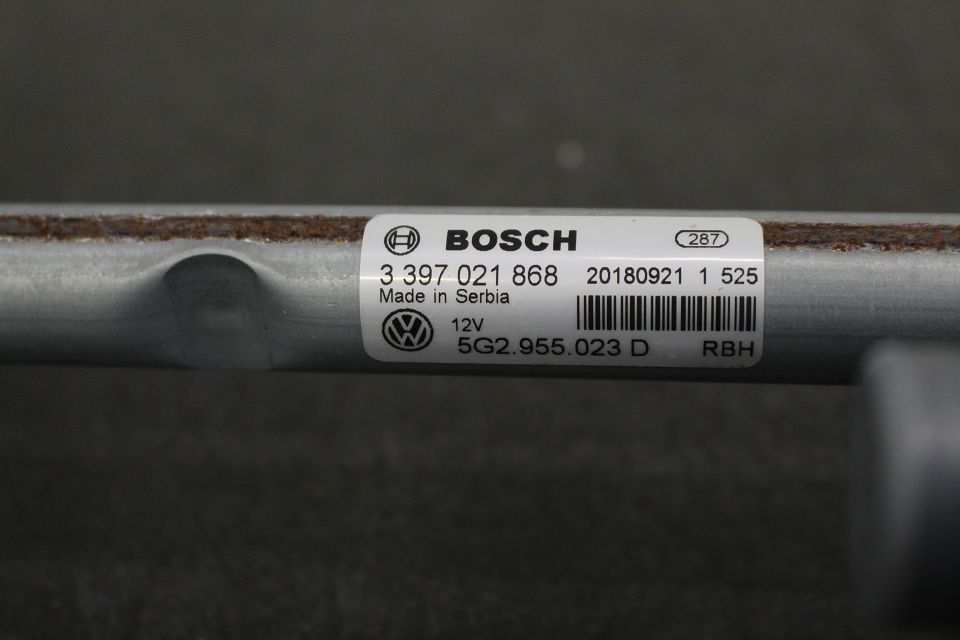 BOSCH 287
3 397 021 868 20180921 1 525
Made in Serbia
12V
5G2.955.023 D RBH